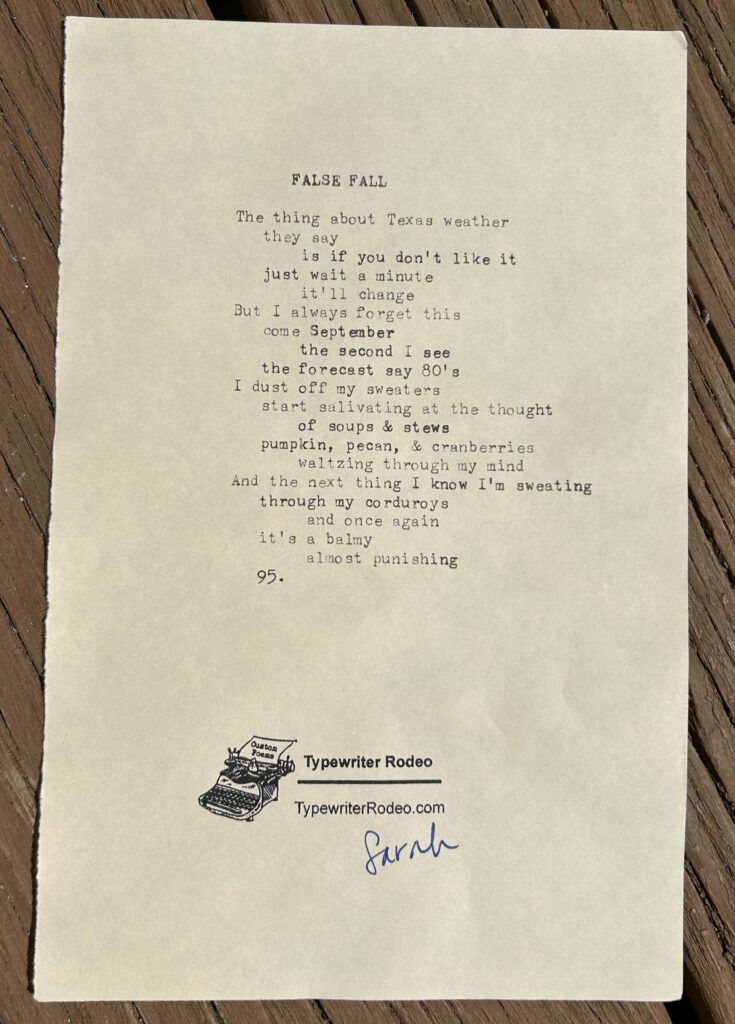 FALSE FALL
The thing about Texas weather
they say
is if you don't like it
just wait a minute
it'll change
But I always forget this
come September
the second I see
the forecast say 80's
I dust off my sweaters
start salivating at the thought
of soups & stews
pumpkin, pecan, & cranberries
waltzing through my mind
And the next thing I know I'm sweating
through my corduroys
and once again
it's a balmy
almost punishing
95.
Custom
Poems
Typewriter Rodeo
TypewriterRodeo.com
Sarah